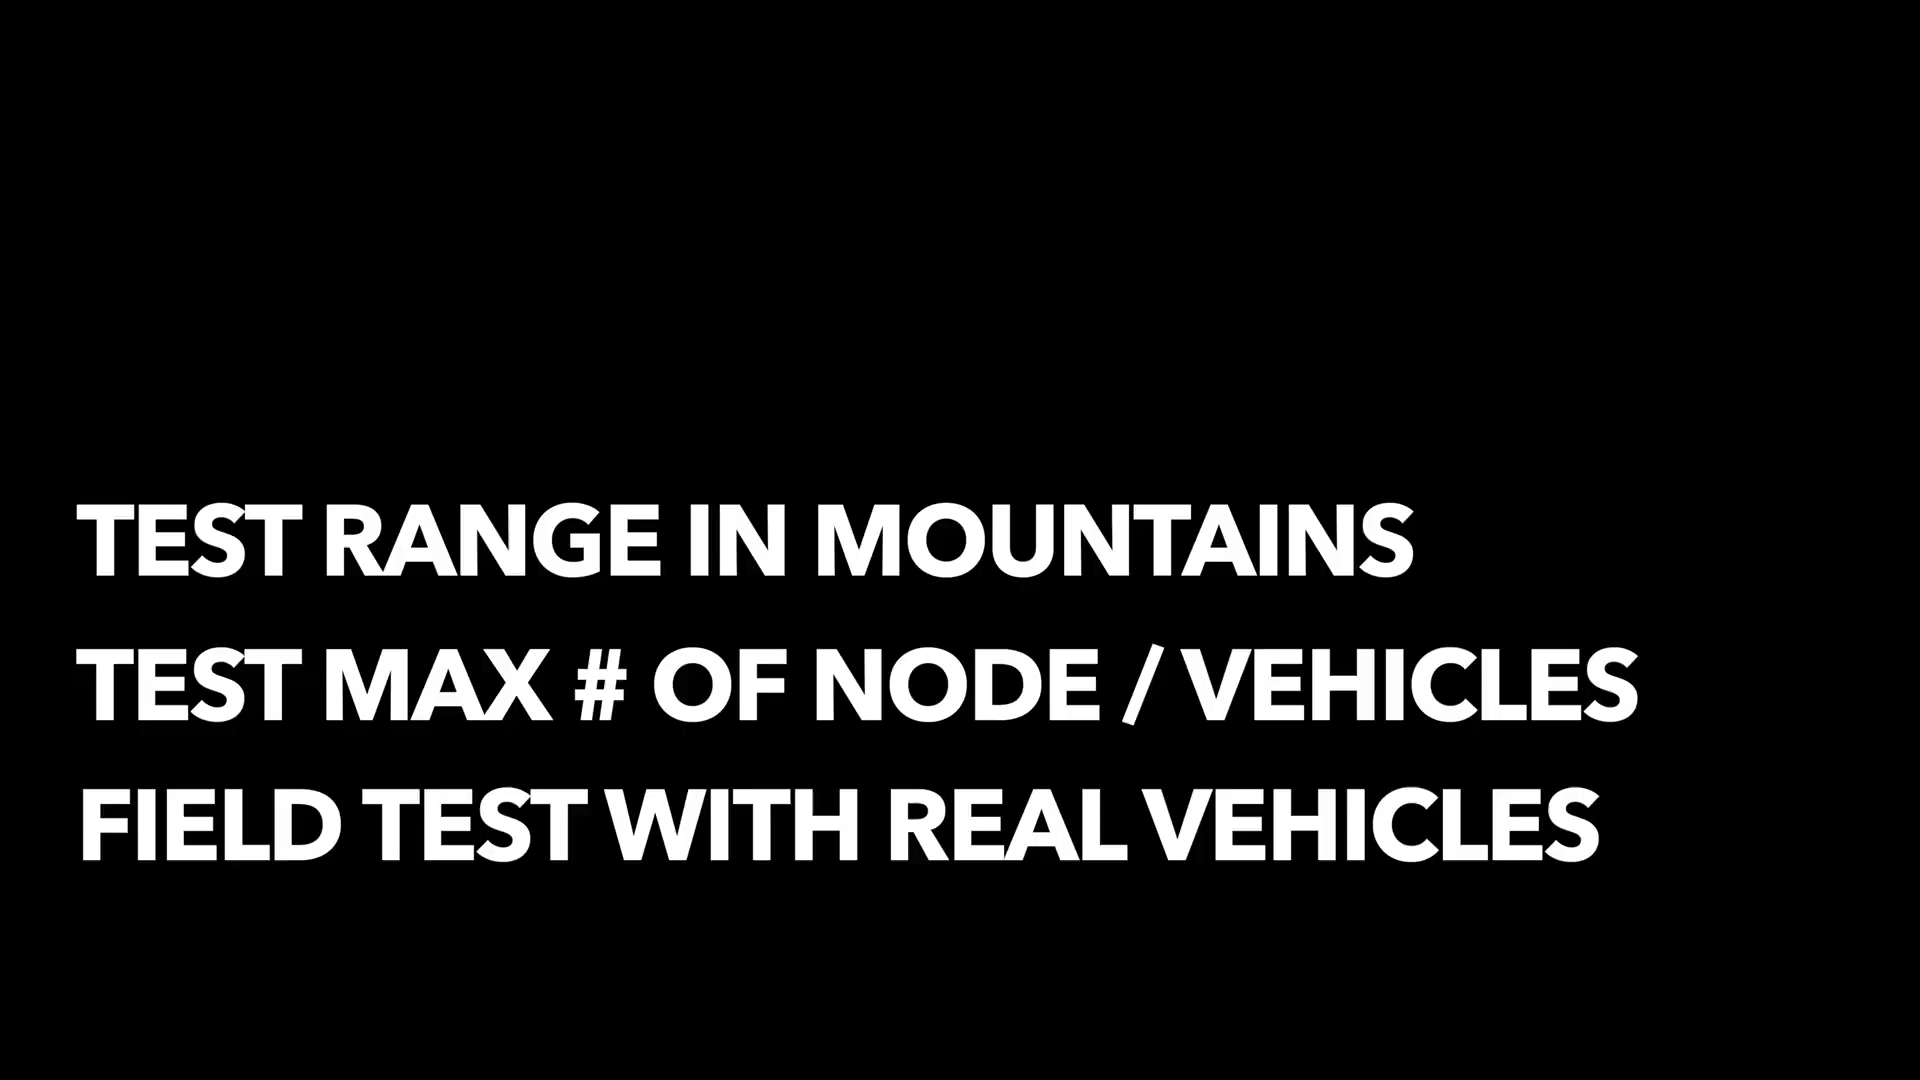 TEST RANGE IN MOUNTAINS
TEST MAX # OF NODE / VEHICLES
FIELD TEST WITH REAL VEHICLES